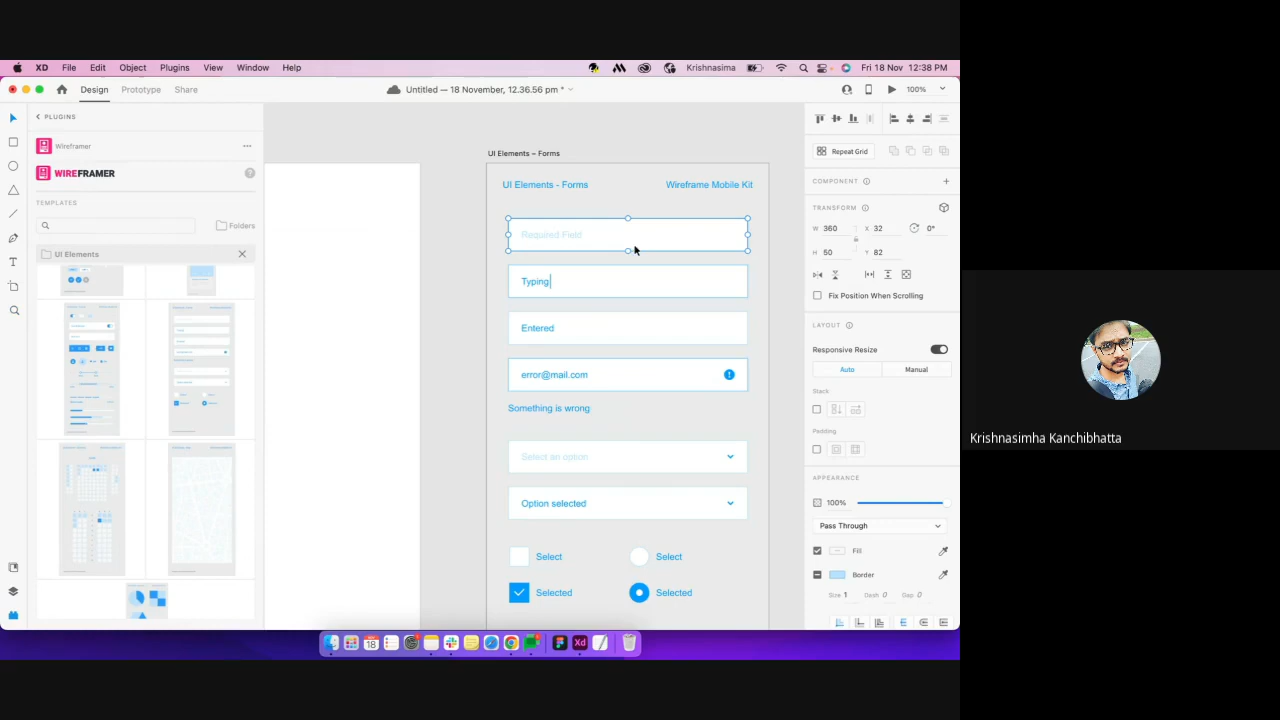 XD File Edit Object Plugins View Window Help Krishnasima Fri 18 Nov 12:38 PM
Design Prototype Share Untitled — 18 November, 12.36.56 pm * 100%
PLUGINS
Wireframer
WIREFRAMER ?
TEMPLATES
Folders
UI Elements
UI Elements – Forms
UI Elements - Forms Wireframe Mobile Kit
Required Field
Typing
Entered
error@mail.com
Something is wrong
Select an option
Option selected
Select Select
Selected Selected
Repeat Grid
COMPONENT
TRANSFORM
W 360 X 32 0°
H 50 Y 82
Fix Position When Scrolling
LAYOUT
Responsive Resize
Auto Manual
Stack
Padding
APPEARANCE
100%
Pass Through
Fill
Border
Size 1 Dash 0 Gap 0
NOV
18
Xd
Krishnasimha Kanchibhatta